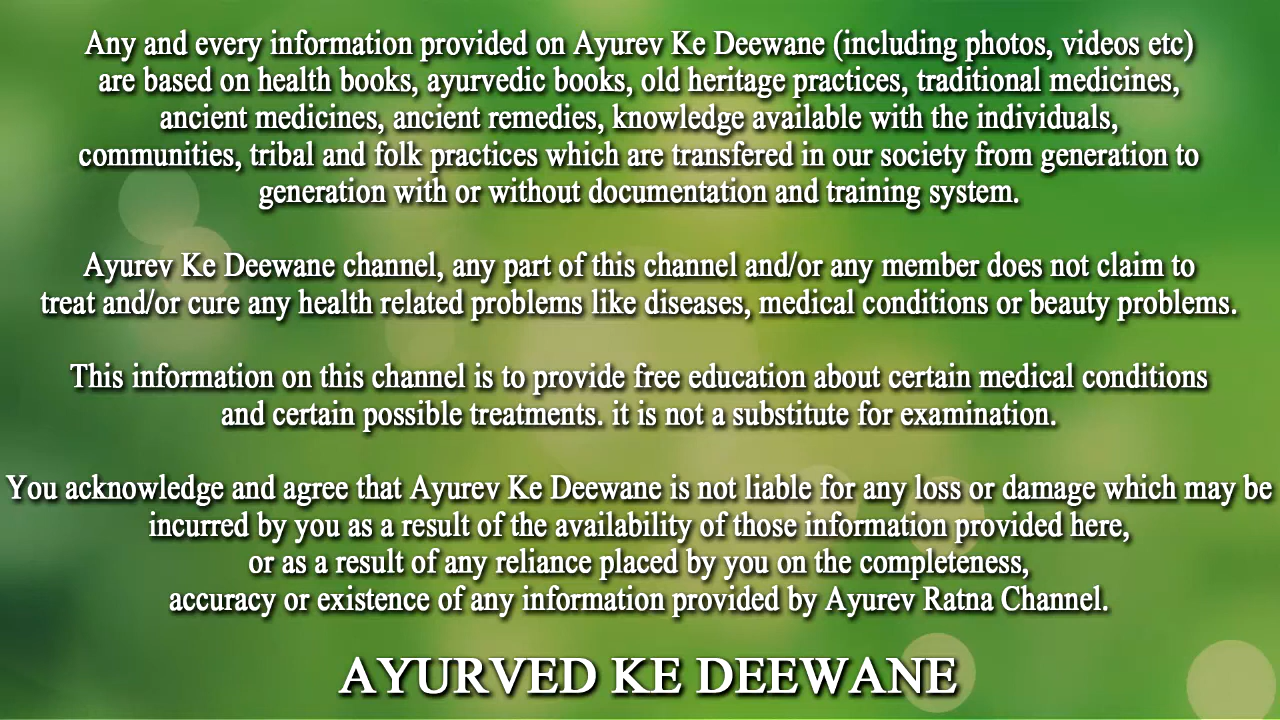 Any and every information provided on Ayurev Ke Deewane (including photos, videos etc)
are based on health books, ayurvedic books, old heritage practices, traditional medicines,
ancient medicines, ancient remedies, knowledge available with the individuals,
communities, tribal and folk practices which are transfered in our society from generation to
generation with or without documentation and training system.
Ayurev Ke Deewane channel, any part of this channel and/or any member does not claim to
treat and/or cure any health related problems like diseases, medical conditions or beauty problems.
This information on this channel is to provide free education about certain medical conditions
and certain possible treatments. it is not a substitute for examination.
You acknowledge and agree that Ayurev Ke Deewane is not liable for any loss or damage which may be
incurred by you as a result of the availability of those information provided here,
or as a result of any reliance placed by you on the completeness,
accuracy or existence of any information provided by Ayurev Ratna Channel.
AYURVED KE DEEWANE